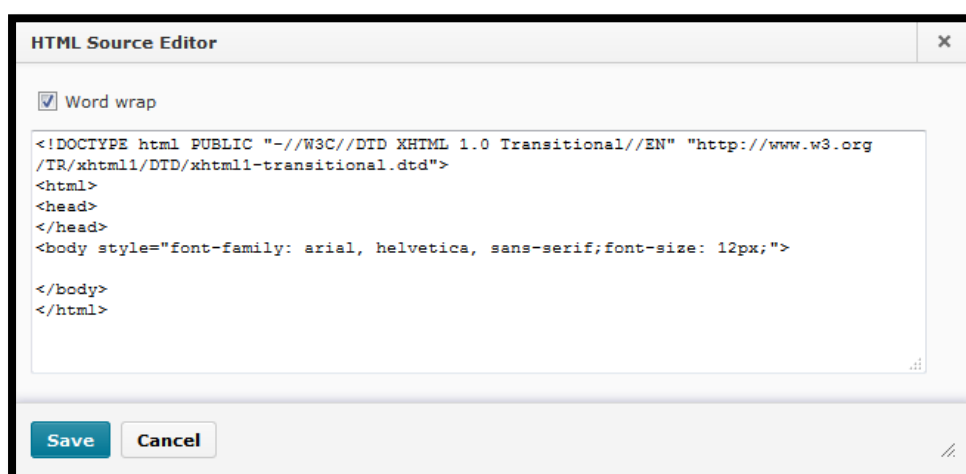 HTML Source Editor
Word wrap
<!DOCTYPE html PUBLIC "-//W3C//DTD XHTML 1.0 Transitional//EN" "http://www.w3.org
/TR/xhtml1/DTD/xhtml1-transitional.dtd">
<html>
<head>
</head>
<body style="font-family: arial, helvetica, sans-serif;font-size: 12px;">
</body>
</html>
Save Cancel